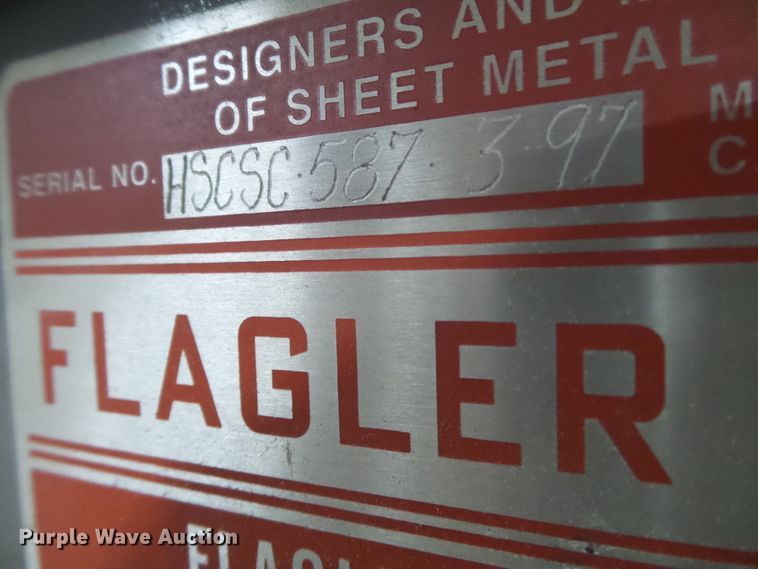 DESIGNERS AND
OF SHEET METAL
SERIAL NO. HSCSC·587·3·97
FLAGLER
Purple Wave Auction